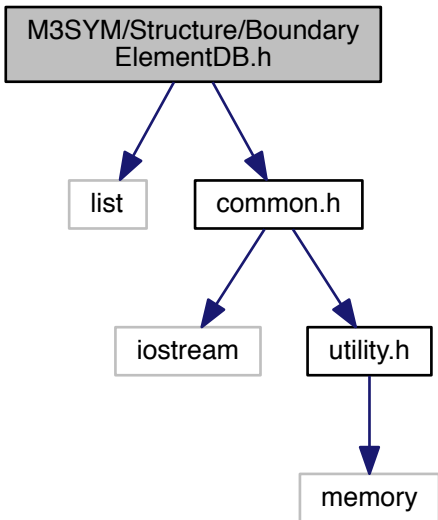 M3SYM/Structure/Boundary
ElementDB.h
list
common.h
iostream
utility.h
memory